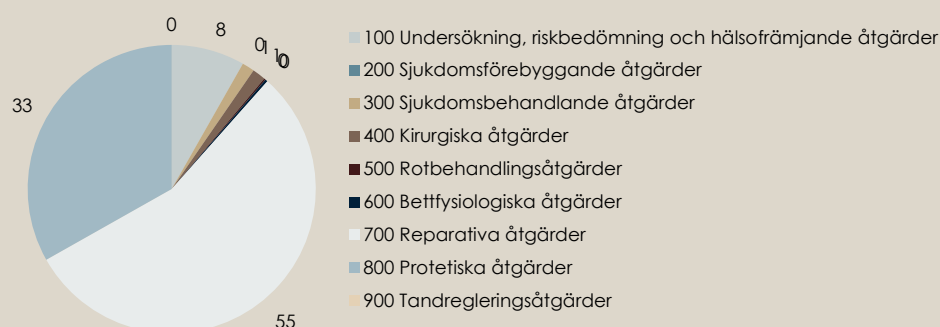 0
8
0
1
1
0
0
33
55
100 Undersökning, riskbedömning och hälsofrämjande åtgärder
200 Sjukdomsförebyggande åtgärder
300 Sjukdomsbehandlande åtgärder
400 Kirurgiska åtgärder
500 Rotbehandlingsåtgärder
600 Bettfysiologiska åtgärder
700 Reparativa åtgärder
800 Protetiska åtgärder
900 Tandregleringsåtgärder